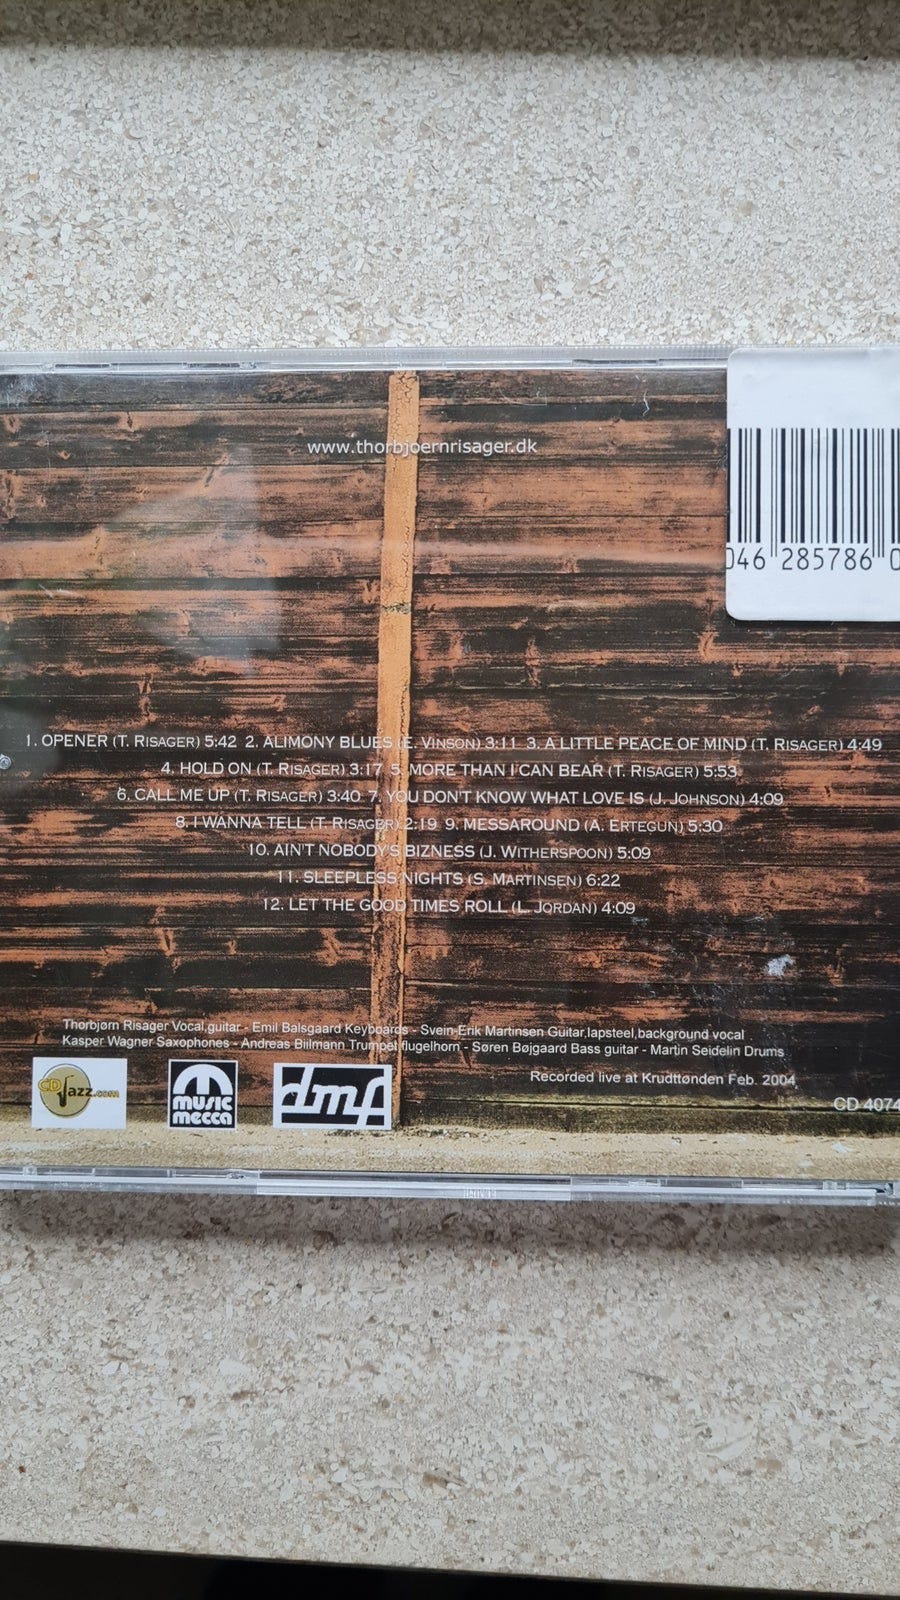 www.thorbjoernrisager.dk
046 285786 0
1. OPENER (T. RISAGER) 5:42 2. ALIMONY BLUES (E. VINSON) 3:11 3. A LITTLE PEACE OF MIND (T. RISAGER) 4:49
4. HOLD ON (T. RISAGER) 3:17 5. MORE THAN I CAN BEAR (T. RISAGER) 5:53
6. CALL ME UP (T. RISAGER) 3:40 7. YOU DON'T KNOW WHAT LOVE IS (J. JOHNSON) 4:09
8. I WANNA TELL (T. RISAGER) 2:19 9. MESSAROUND (A. ERTEGUN) 5:30
10. AIN'T NOBODY'S BIZNESS (J. WITHERSPOON) 5:09
11. SLEEPLESS NIGHTS (S. MARTINSEN) 6:22
12. LET THE GOOD TIMES ROLL (L. JORDAN) 4:09
Thorbjørn Risager Vocal,guitar - Emil Balsgaard Keyboards - Svein-Erik Martinsen Guitar,lapsteel,background vocal
Kasper Wagner Saxophones - Andreas Biilmann Trumpet,flugelhorn - Søren Bøjgaard Bass guitar - Martin Seidelin Drums
Recorded live at Krudttønden Feb. 2004
CD Jazz.com
music
mecca
dmf
CD 4074